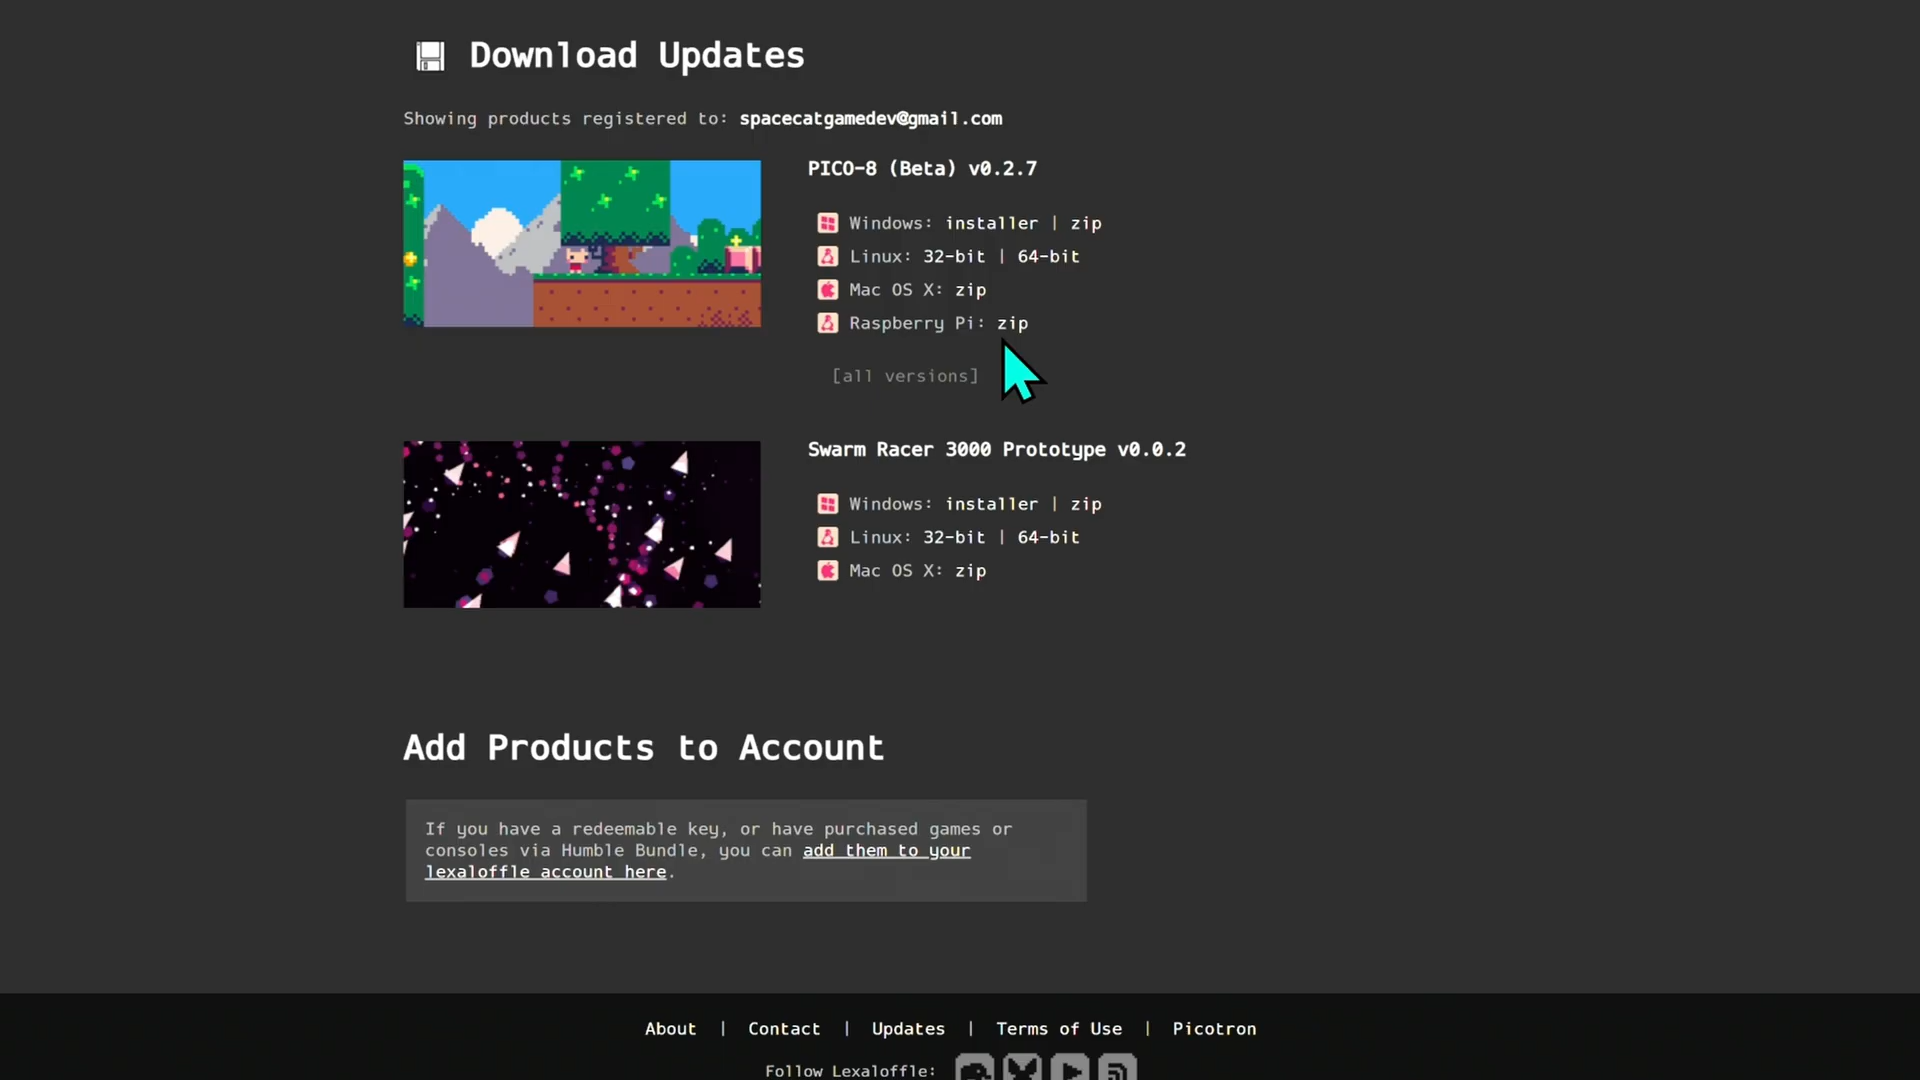 Download Updates
Showing products registered to: spacecatgamedev@gmail.com
PICO-8 (Beta) v0.2.7
Windows: installer | zip
Linux: 32-bit | 64-bit
Mac OS X: zip
Raspberry Pi: zip
[all versions]
Swarm Racer 3000 Prototype v0.0.2
Windows: installer | zip
Linux: 32-bit | 64-bit
Mac OS X: zip
Add Products to Account
If you have a redeemable key, or have purchased games or
consoles via Humble Bundle, you can add them to your
lexaloffle account here.
About | Contact | Updates | Terms of Use | Picotron
Follow Lexaloffle: